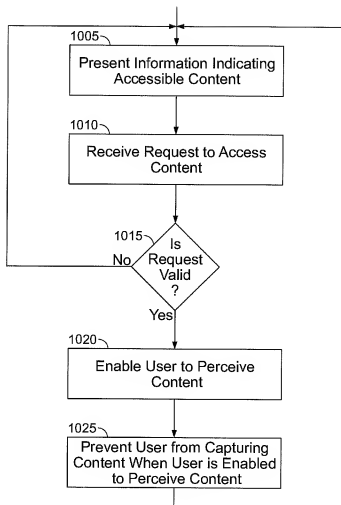 1005
Present Information Indicating
Accessible Content
1010
Receive Request to Access
Content
1015
Is
Request
Valid
?
No
Yes
1020
Enable User to Perceive
Content
1025
Prevent User from Capturing
Content When User is Enabled
to Perceive Content